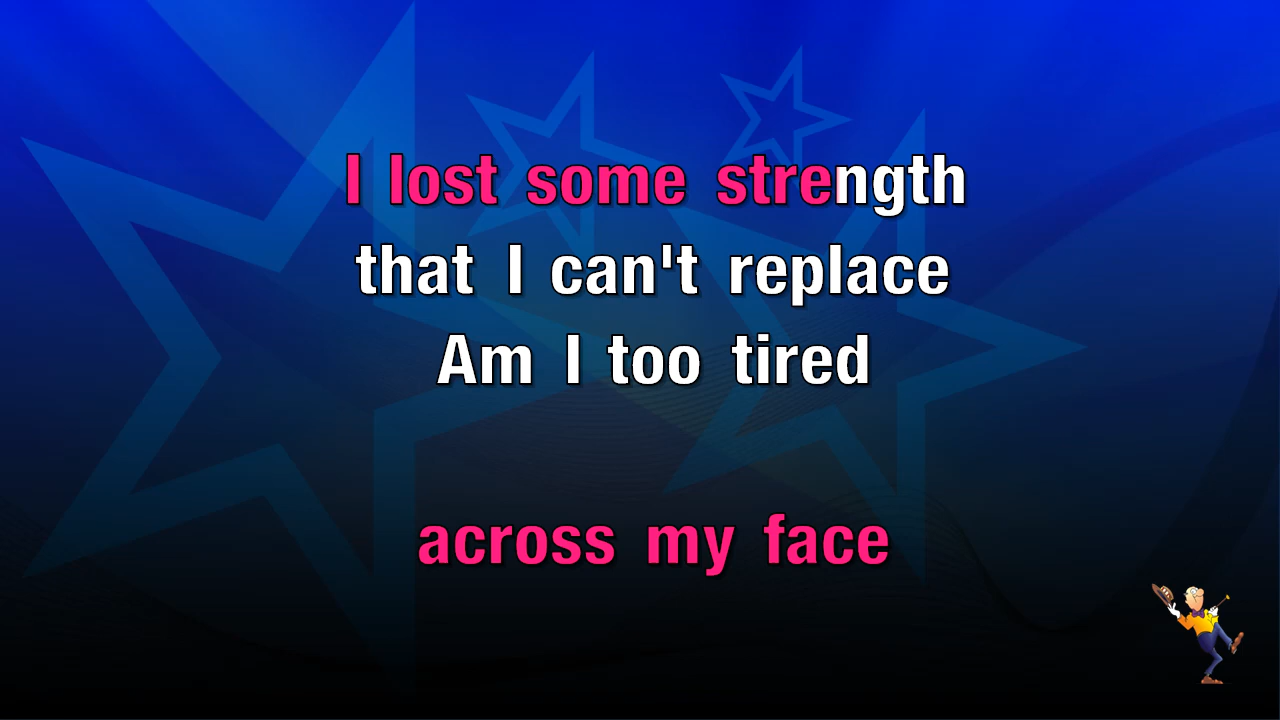 I lost some strength
that I can't replace
Am I too tired
across my face